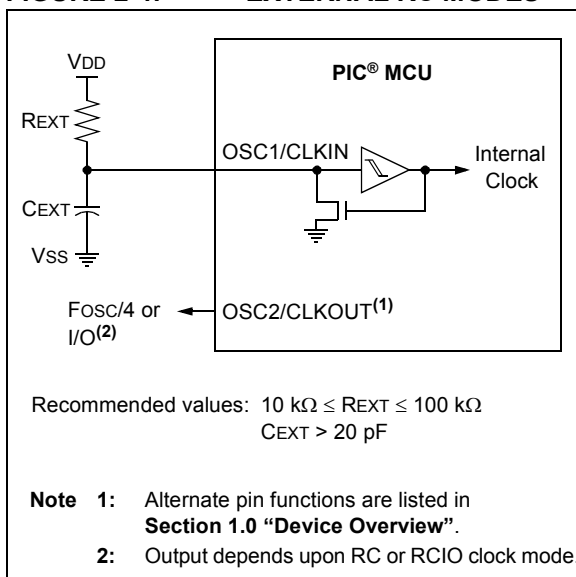 VDD
PIC® MCU
REXT
OSC1/CLKIN
Internal
Clock
CEXT
VSS
FOSC/4 or
I/O(2)
OSC2/CLKOUT(1)
Recommended values: 10 kΩ ≤ REXT ≤ 100 kΩ
CEXT > 20 pF
Note 1: Alternate pin functions are listed in
Section 1.0 “Device Overview”.
2: Output depends upon RC or RCIO clock mode.